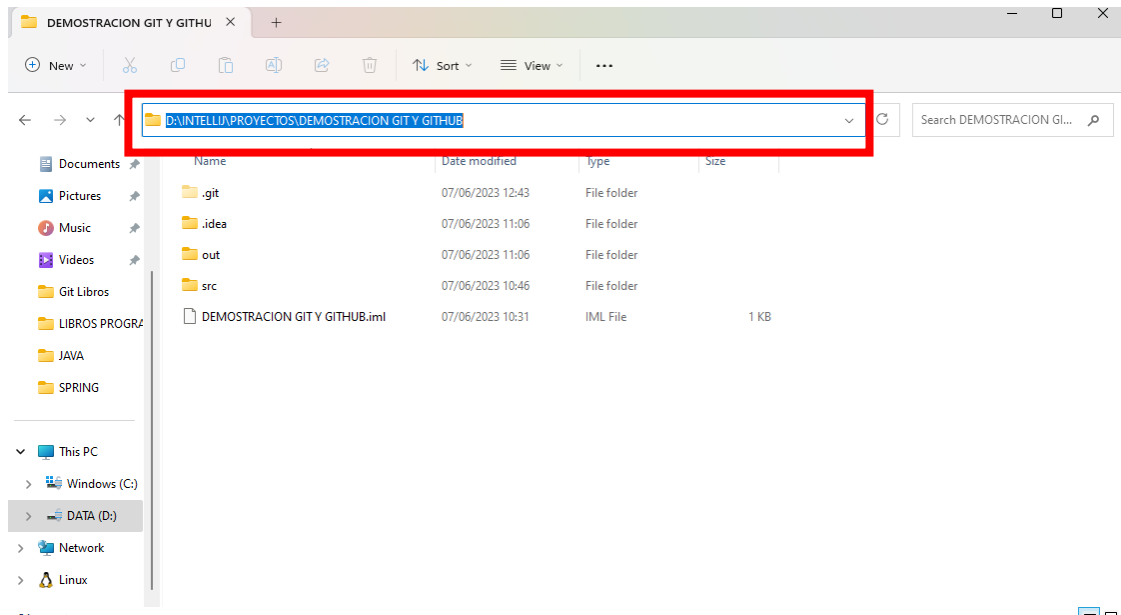 DEMOSTRACION GIT Y GITHU
New
Sort
View
D:\INTELLIJ\PROYECTOS\DEMOSTRACION GIT Y GITHUB
Search DEMOSTRACION GI...
Name Date modified Type Size
Documents
Pictures
Music
Videos
Git Libros
LIBROS PROGRA
JAVA
SPRING
This PC
Windows (C:)
DATA (D:)
Network
Linux
.git 07/06/2023 12:43 File folder
.idea 07/06/2023 11:06 File folder
out 07/06/2023 11:06 File folder
src 07/06/2023 10:46 File folder
DEMOSTRACION GIT Y GITHUB.iml 07/06/2023 10:31 IML File 1 KB